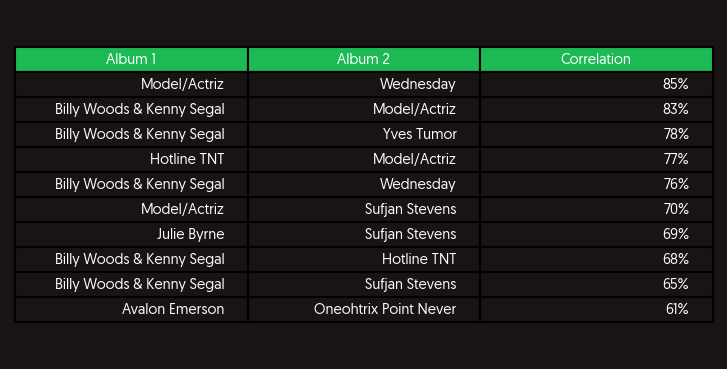 Album 1 Album 2 Correlation
Model/Actriz Wednesday 85%
Billy Woods & Kenny Segal Model/Actriz 83%
Billy Woods & Kenny Segal Yves Tumor 78%
Hotline TNT Model/Actriz 77%
Billy Woods & Kenny Segal Wednesday 76%
Model/Actriz Sufjan Stevens 70%
Julie Byrne Sufjan Stevens 69%
Billy Woods & Kenny Segal Hotline TNT 68%
Billy Woods & Kenny Segal Sufjan Stevens 65%
Avalon Emerson Oneohtrix Point Never 61%